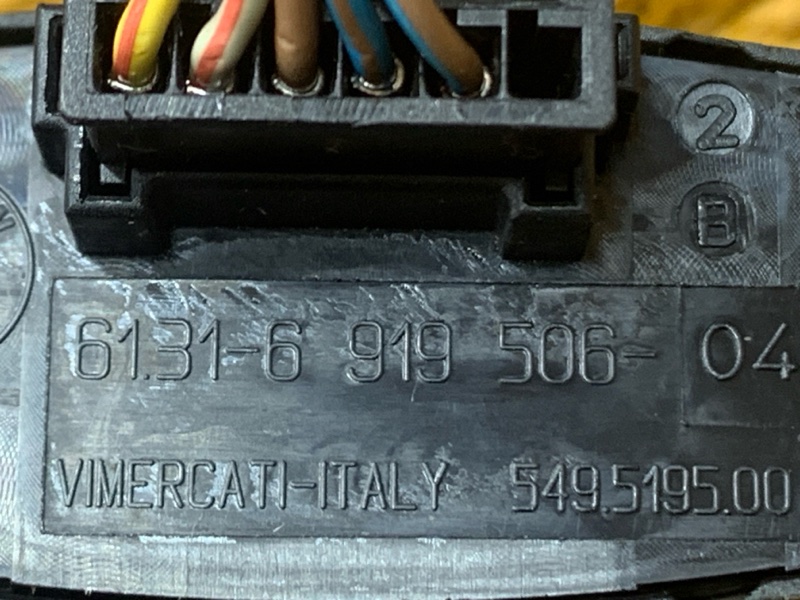 2
B
61.31-6 919 506- 04
VIMERCATI-ITALY 549.5195.00